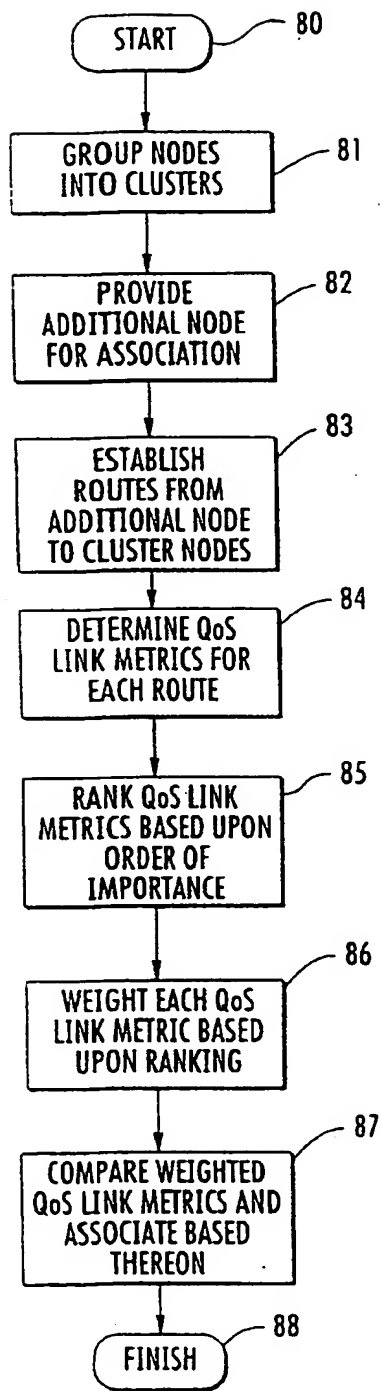 START
80
GROUP NODES
INTO CLUSTERS
81
PROVIDE
ADDITIONAL NODE
FOR ASSOCIATION
82
ESTABLISH
ROUTES FROM
ADDITIONAL NODE
TO CLUSTER NODES
83
DETERMINE QoS
LINK METRICS FOR
EACH ROUTE
84
RANK QoS LINK
METRICS BASED UPON
ORDER OF
IMPORTANCE
85
WEIGHT EACH QoS
LINK METRIC BASED
UPON RANKING
86
COMPARE WEIGHTED
QoS LINK METRICS AND
ASSOCIATE BASED
THEREON
87
FINISH
88